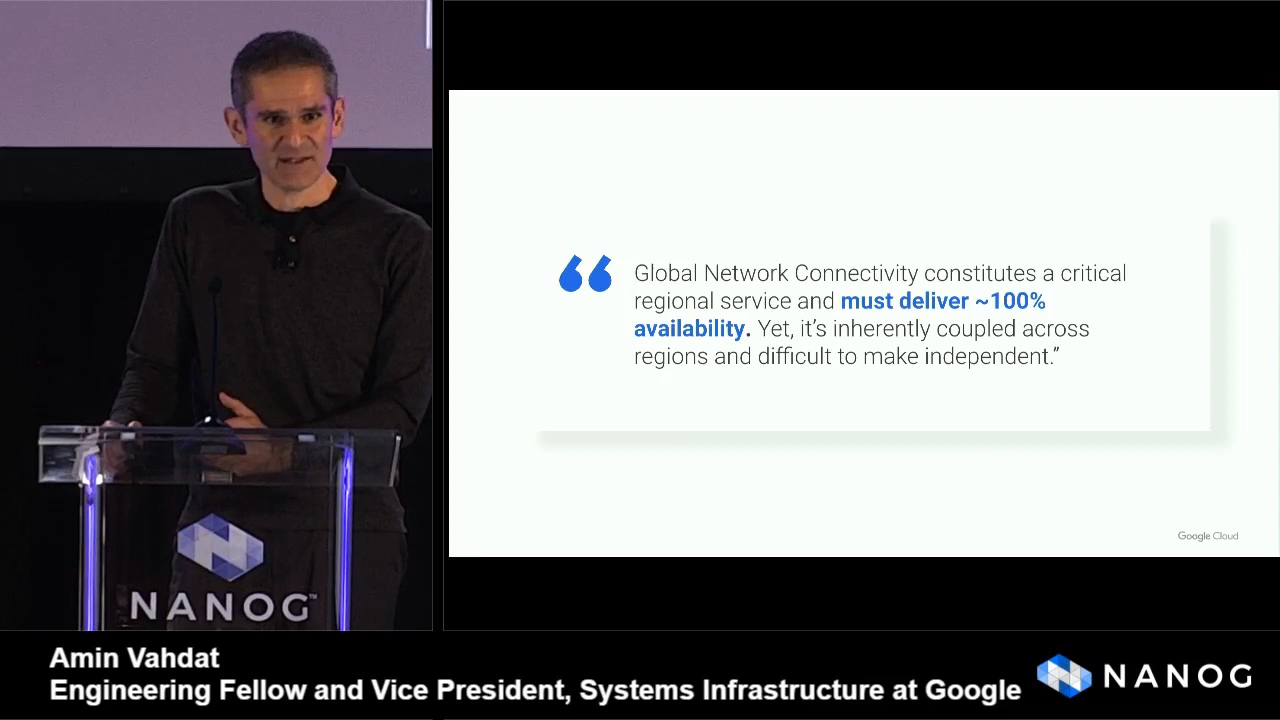 Global Network Connectivity constitutes a critical
regional service and must deliver ~100%
availability. Yet, it's inherently coupled across
regions and difficult to make independent.”
Google Cloud
NANOG™
Amin Vahdat
Engineering Fellow and Vice President, Systems Infrastructure at Google
NANOG